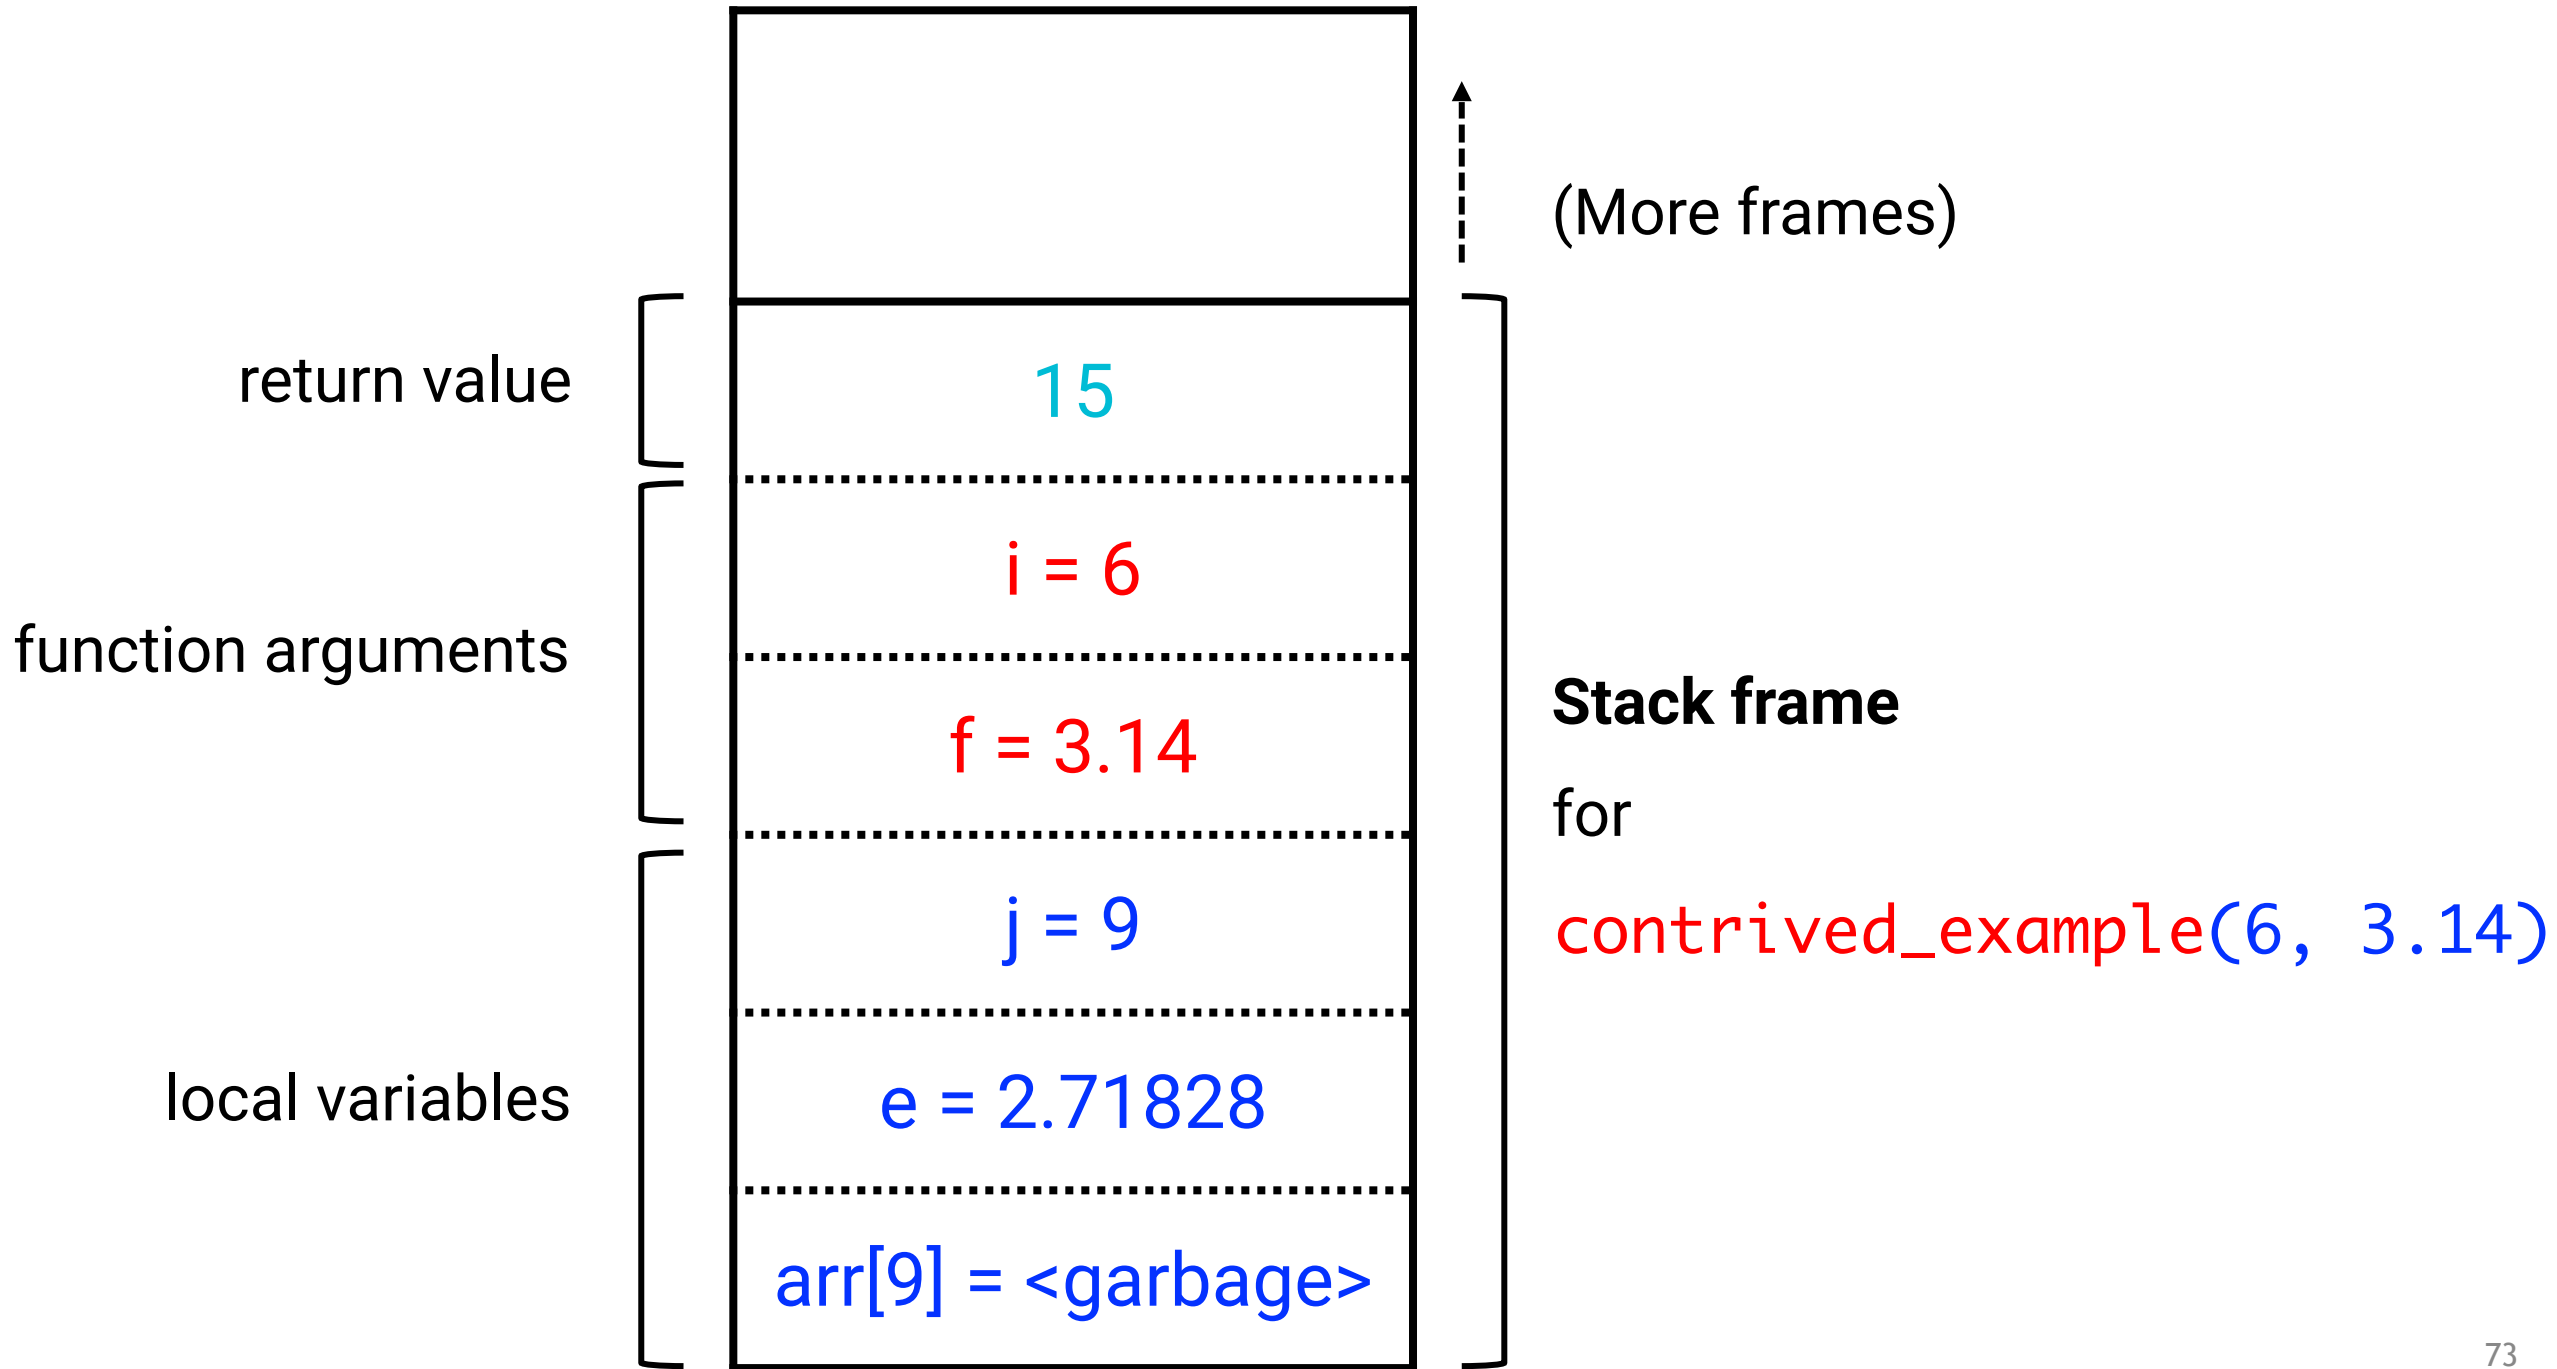 (More frames)
return value
15
i = 6
function arguments
f = 3.14
Stack frame
for
j = 9
contrived_example(6, 3.14)
local variables
e = 2.71828
arr[9] = <garbage>
73